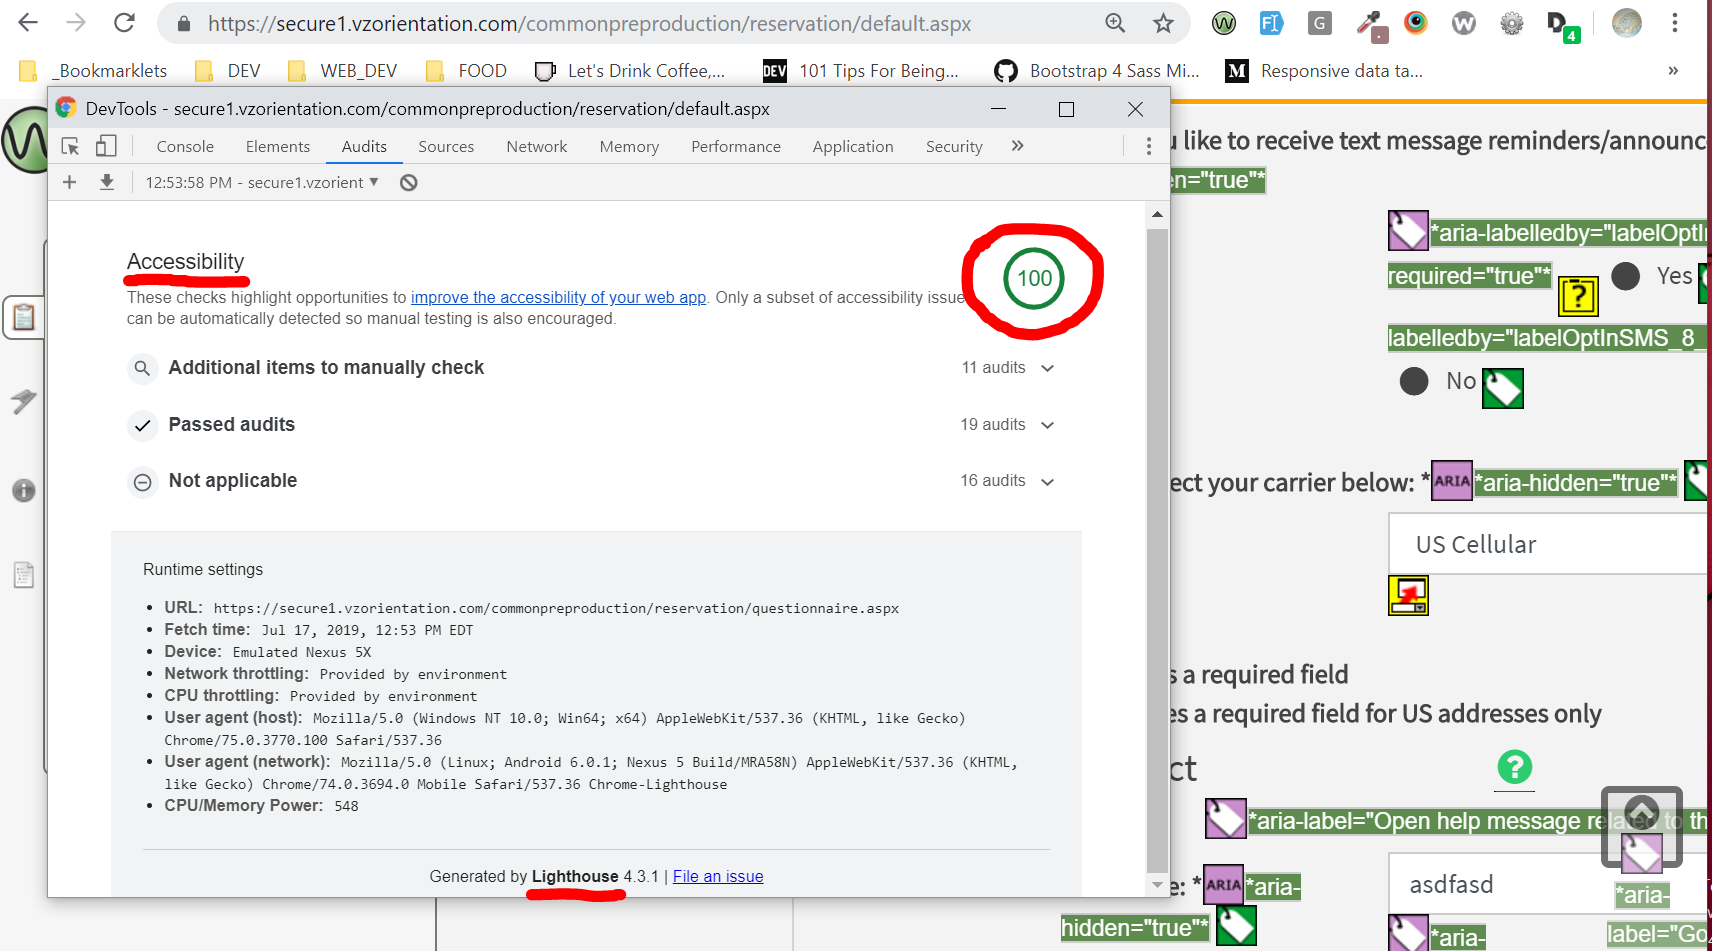 https://secure1.vzorientation.com/commonpreproduction/reservation/default.aspx
_Bookmarklets DEV WEB_DEV FOOD Let's Drink Coffee,... DEV 101 Tips For Being... Bootstrap 4 Sass Mi... M Responsive data ta... »
DevTools - secure1.vzorientation.com/commonpreproduction/reservation/default.aspx
Console Elements Audits Sources Network Memory Performance Application Security »
12:53:58 PM - secure1.vzorient
Accessibility
100
These checks highlight opportunities to improve the accessibility of your web app. Only a subset of accessibility issue
can be automatically detected so manual testing is also encouraged.
Additional items to manually check 11 audits
Passed audits 19 audits
Not applicable 16 audits
Runtime settings
• URL: https://secure1.vzorientation.com/commonpreproduction/reservation/questionnaire.aspx
• Fetch time: Jul 17, 2019, 12:53 PM EDT
• Device: Emulated Nexus 5X
• Network throttling: Provided by environment
• CPU throttling: Provided by environment
• User agent (host): Mozilla/5.0 (Windows NT 10.0; Win64; x64) AppleWebKit/537.36 (KHTML, like Gecko)
Chrome/75.0.3770.100 Safari/537.36
• User agent (network): Mozilla/5.0 (Linux; Android 6.0.1; Nexus 5 Build/MRA58N) AppleWebKit/537.36 (KHTML,
like Gecko) Chrome/74.0.3694.0 Mobile Safari/537.36 Chrome-Lighthouse
• CPU/Memory Power: 548
Generated by Lighthouse 4.3.1 | File an issue
like to receive text message reminders/announc
en="true"*
*aria-labelledby="labelOptIn
required="true"* ? Yes
labelledby="labelOptInSMS_8_
No
ect your carrier below: * ARIA *aria-hidden="true"*
US Cellular
s a required field
es a required field for US addresses only
ct ?
*aria-label="Open help message related to th
e: * ARIA *aria-
hidden="true"*
asdfasd
*aria-
label="Go
*aria-